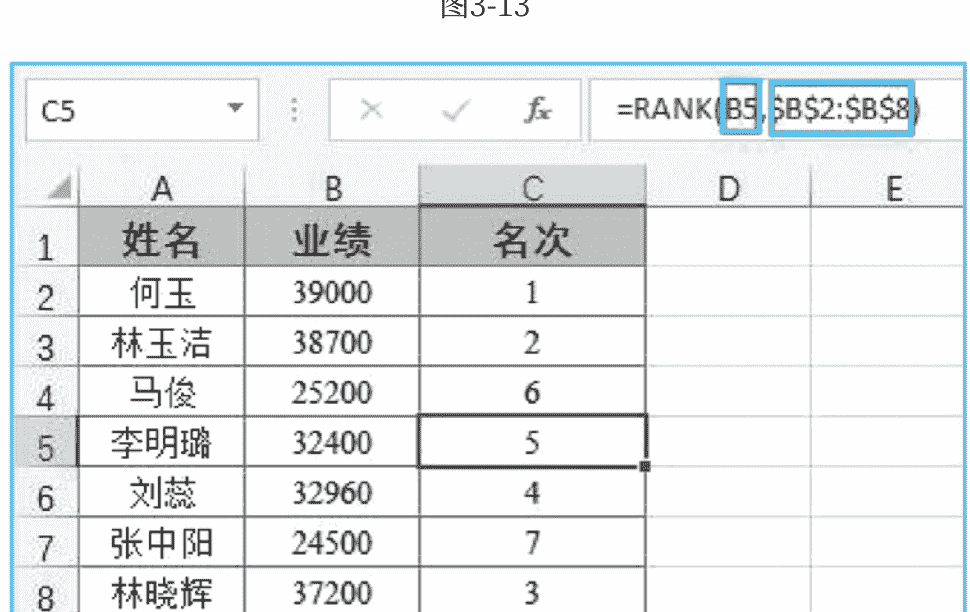 图3-13
C5 fx =RANK(B5,$B$2:$B$8)
A B C D E
1 姓名 业绩 名次
2 何玉 39000 1
3 林玉洁 38700 2
4 马俊 25200 6
5 李明璐 32400 5
6 刘蕊 32960 4
7 张中阳 24500 7
8 林晓辉 37200 3